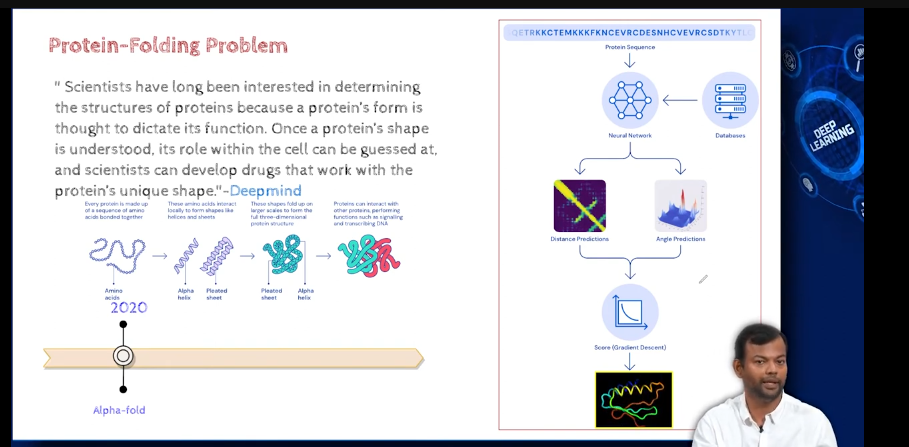 Protein-Folding Problem
" Scientists have long been interested in determining
the structures of proteins because a protein's form is
thought to dictate its function. Once a protein's shape
is understood, its role within the cell can be guessed at,
and scientists can develop drugs that work with the
protein's unique shape."-Deepmind
Every protein is made up
of a sequence of amino
acids bonded together
These amino acids interact
locally to form shapes like
helices and sheets
These shapes fold up on
larger scales to form the
full three-dimensional
protein structure
Proteins can interact with
other proteins, performing
functions such as signaling
and transcribing DNA
Amino
acids
Alpha
helix
Pleated
sheet
Pleated
sheet
Alpha
helix
2020
Alpha-fold
QETRKKCTEMKKKFKNCEVRCDESNHCVEVRCSDTKYTL
Protein Sequence
Neural Network
Databases
Distance Predictions
Angle Predictions
Score (Gradient Descent)
DEEP
LEARNING